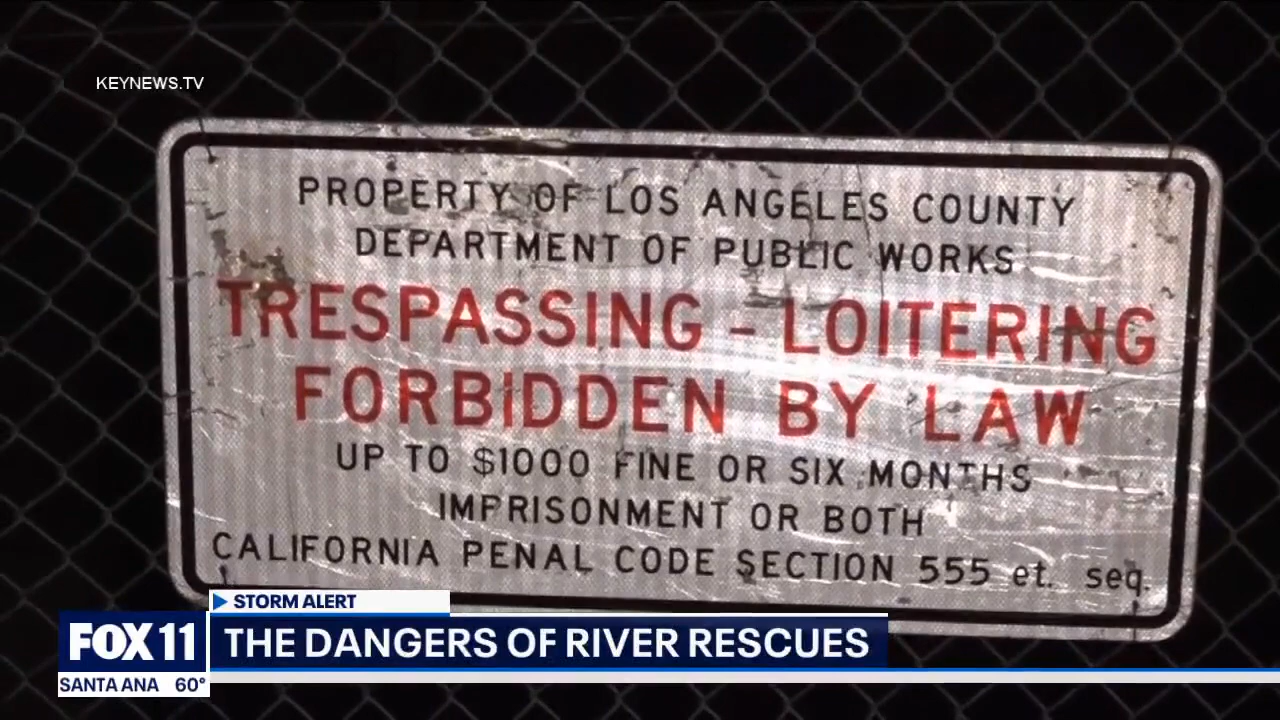 KEYNEWS.TV
PROPERTY OF LOS ANGELES COUNTY
DEPARTMENT OF PUBLIC WORKS
TRESPASSING - LOITERING
FORBIDDEN BY LAW
UP TO $1000 FINE OR SIX MONTHS
IMPRISONMENT OR BOTH
CALIFORNIA PENAL CODE SECTION 555 et. seq.
STORM ALERT
FOX 11
THE DANGERS OF RIVER RESCUES
SANTA ANA 60°